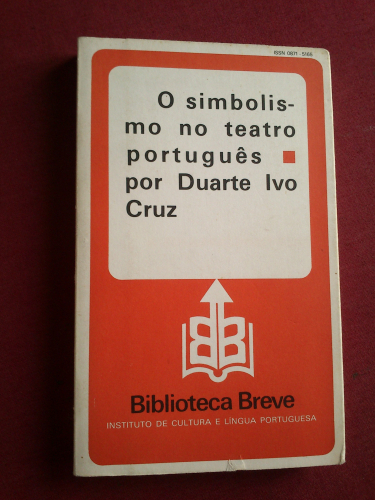 ISSN 0871 - 5165
O simbolis-
mo no teatro
português ■
por Duarte Ivo
Cruz
BB
Biblioteca Breve
INSTITUTO DE CULTURA E LÍNGUA PORTUGUESA